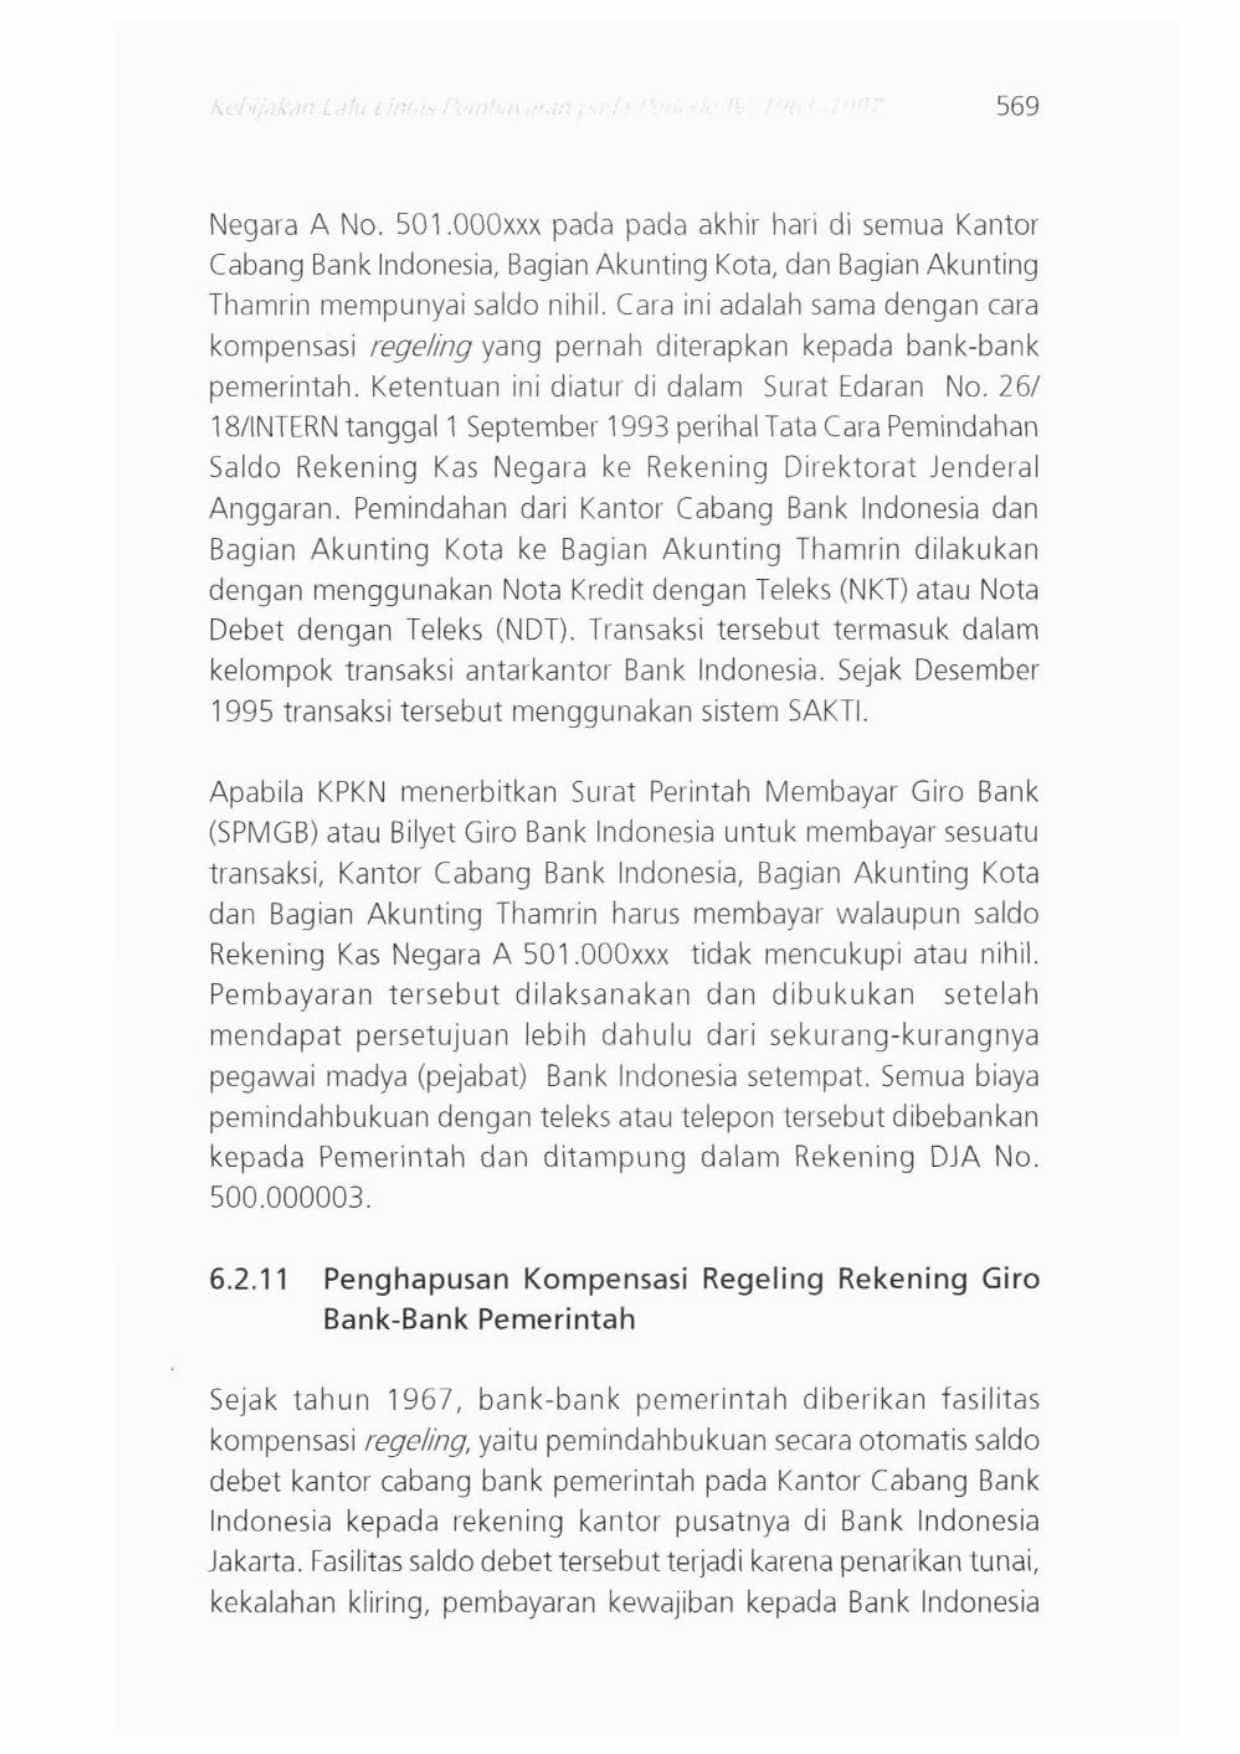 Kebijakan Lalu Lintas Pembayaran pada Periode 569
Negara A No. 501.000xxx pada pada akhir hari di semua Kantor
Cabang Bank Indonesia, Bagian Akunting Kota, dan Bagian Akunting
Thamrin mempunyai saldo nihil. Cara ini adalah sama dengan cara
kompensasi regeling yang pernah diterapkan kepada bank-bank
pemerintah. Ketentuan ini diatur di dalam Surat Edaran No. 26/
18/INTERN tanggal 1 September 1993 perihal Tata Cara Pemindahan
Saldo Rekening Kas Negara ke Rekening Direktorat Jenderal
Anggaran. Pemindahan dari Kantor Cabang Bank Indonesia dan
Bagian Akunting Kota ke Bagian Akunting Thamrin dilakukan
dengan menggunakan Nota Kredit dengan Teleks (NKT) atau Nota
Debet dengan Teleks (NDT). Transaksi tersebut termasuk dalam
kelompok transaksi antarkantor Bank Indonesia. Sejak Desember
1995 transaksi tersebut menggunakan sistem SAKTI.
Apabila KPKN menerbitkan Surat Perintah Membayar Giro Bank
(SPMGB) atau Bilyet Giro Bank Indonesia untuk membayar sesuatu
transaksi, Kantor Cabang Bank Indonesia, Bagian Akunting Kota
dan Bagian Akunting Thamrin harus membayar walaupun saldo
Rekening Kas Negara A 501.000xxx tidak mencukupi atau nihil.
Pembayaran tersebut dilaksanakan dan dibukukan setelah
mendapat persetujuan lebih dahulu dari sekurang-kurangnya
pegawai madya (pejabat) Bank Indonesia setempat. Semua biaya
pemindahbukuan dengan teleks atau telepon tersebut dibebankan
kepada Pemerintah dan ditampung dalam Rekening DJA No.
500.000003.
6.2.11 Penghapusan Kompensasi Regeling Rekening Giro
Bank-Bank Pemerintah
Sejak tahun 1967, bank-bank pemerintah diberikan fasilitas
kompensasi regeling, yaitu pemindahbukuan secara otomatis saldo
debet kantor cabang bank pemerintah pada Kantor Cabang Bank
Indonesia kepada rekening kantor pusatnya di Bank Indonesia
Jakarta. Fasilitas saldo debet tersebut terjadi karena penarikan tunai,
kekalahan kliring, pembayaran kewajiban kepada Bank Indonesia